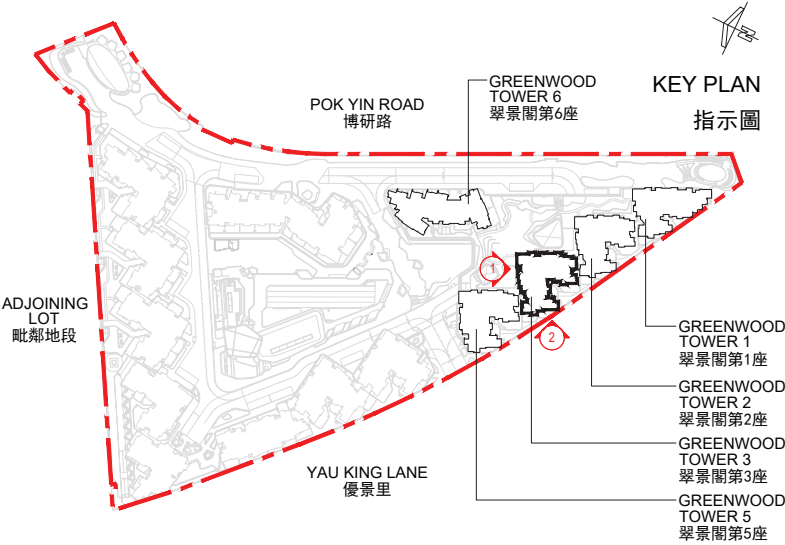 N
KEY PLAN
指示圖
GREENWOOD
TOWER 6
翠景閣第6座
POK YIN ROAD
博研路
1
ADJOINING
LOT
毗鄰地段
2
GREENWOOD
TOWER 1
翠景閣第1座
GREENWOOD
TOWER 2
翠景閣第2座
GREENWOOD
TOWER 3
翠景閣第3座
YAU KING LANE
優景里
GREENWOOD
TOWER 5
翠景閣第5座